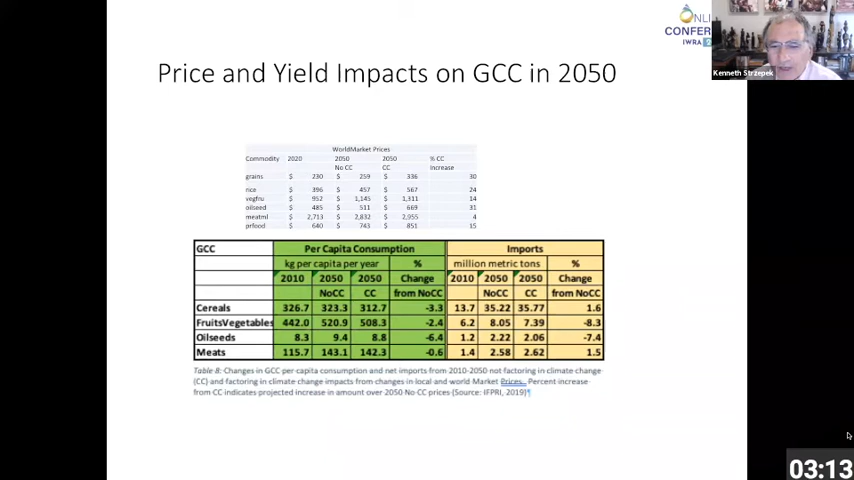 NLI
CONFER
IWRA
Kenneth Strzepek
Price and Yield Impacts on GCC in 2050
WorldMarket Prices
Commodity 2020 2050 2050 % CC
No CC CC Increase
grains $ 230 $ 259 $ 336 30
rice $ 396 $ 457 $ 567 24
vegfru $ 952 $ 1,145 $ 1,311 14
oilseed $ 485 $ 511 $ 669 31
meatml $ 2,713 $ 2,832 $ 2,955 4
prfood $ 640 $ 743 $ 851 15
GCC Per Capita Consumption Imports
kg per capita per year % million metric tons %
2010 2050 2050 Change 2010 2050 2050 Change
NoCC CC from NoCC NoCC CC from NoCC
Cereals 326.7 323.3 312.7 -3.3 13.7 35.22 35.77 1.6
FruitsVegetables 442.0 520.9 508.3 -2.4 6.2 8.05 7.39 -8.3
Oilseeds 8.3 9.4 8.8 -6.4 1.2 2.22 2.06 -7.4
Meats 115.7 143.1 142.3 -0.6 1.4 2.58 2.62 1.5
Table 8: Changes in GCC per capita consumption and net imports from 2010-2050 not factoring in climate change
(CC) and factoring in climate change impacts from changes in local and world Market Prices. Percent increase
from CC indicates projected increase in amount over 2050 No CC prices (Source: IFPRI, 2019)¶
03:13